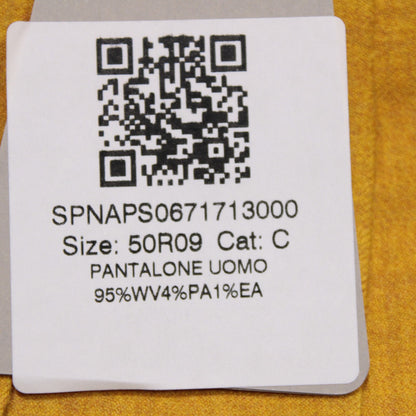 SPNAPS0671713000
Size: 50R09 Cat: C
PANTALONE UOMO
95%WV4%PA1%EA